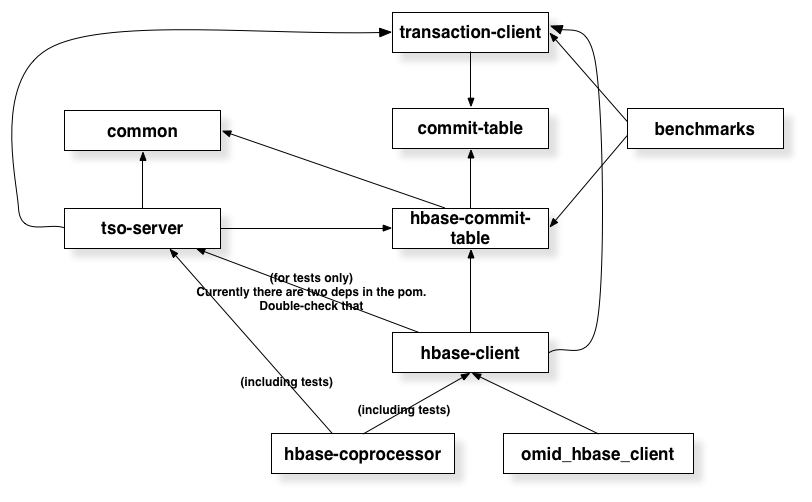 transaction-client
common
commit-table
benchmarks
tso-server
hbase-commit-
table
(for tests only)
Currently there are two deps in the pom.
Double-check that
hbase-client
(including tests)
(including tests)
hbase-coprocessor
omid_hbase_client